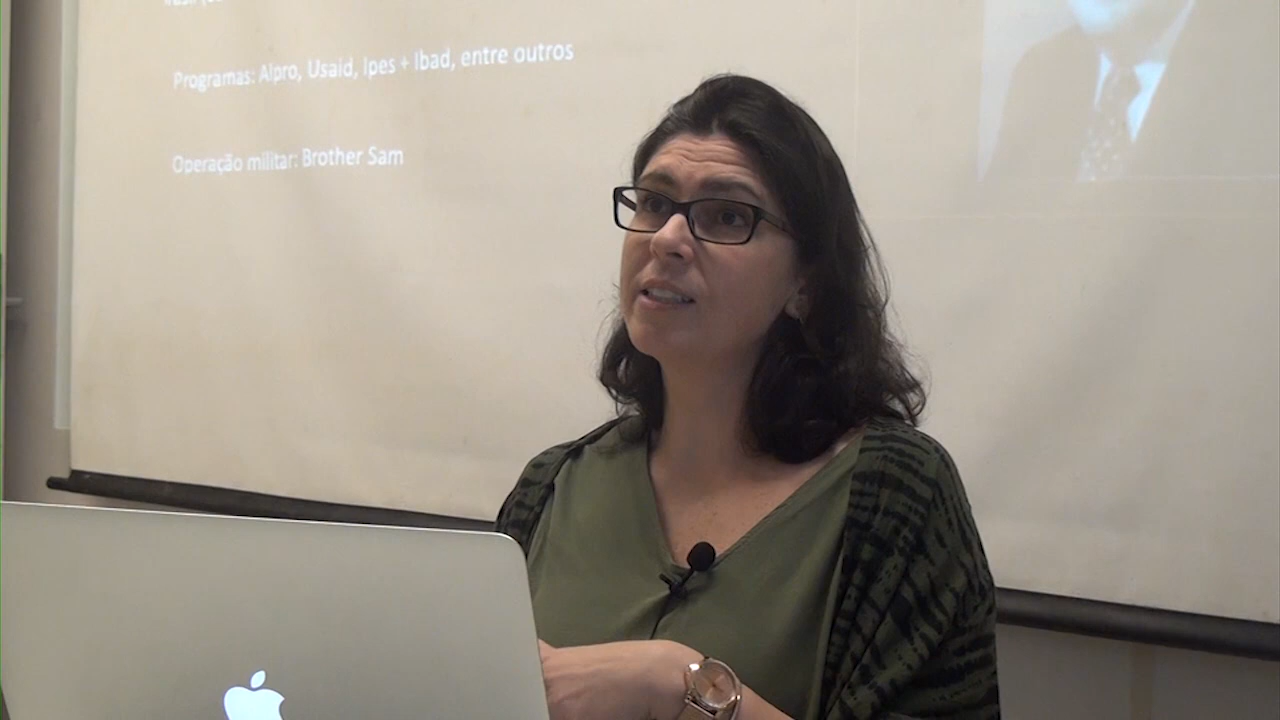 Programas: Alpro, Usaid, Ipes + Ibad, entre outros
Operação militar: Brother Sam